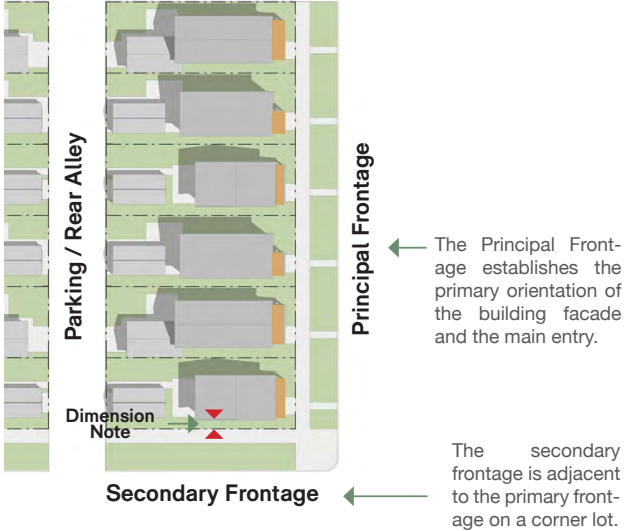 Parking / Rear Alley
Principal Frontage
The Principal Front-
age establishes the
primary orientation of
the building facade
and the main entry.
Dimension
Note
Secondary Frontage
The secondary
frontage is adjacent
to the primary front-
age on a corner lot.